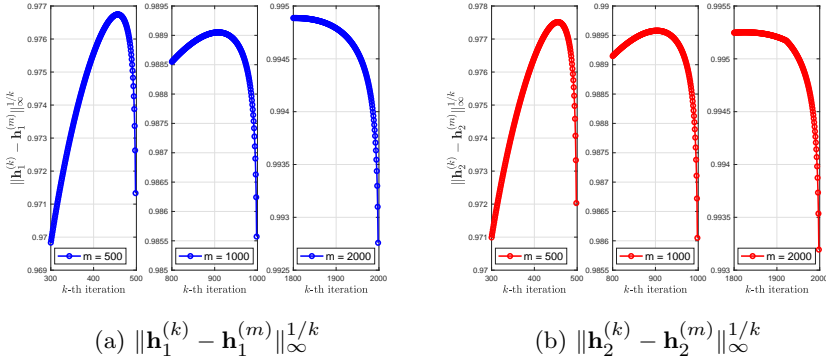 0.977
0.976
0.975
0.974
0.973
0.972
0.971
0.97
0.969
300 400 500
‖h₁^(k) − h₁^(m)‖∞^1/k
k-th iteration
m = 500
0.9895
0.989
0.9885
0.988
0.9875
0.987
0.9865
0.986
0.9855
0.985
800 900 1000
k-th iteration
m = 1000
0.995
0.9945
0.994
0.9935
0.993
0.9925
1800 1900 2000
k-th iteration
m = 2000
(a) ‖h₁^(k) − h₁^(m)‖∞^1/k
0.978
0.977
0.976
0.975
0.974
0.973
0.972
0.971
0.97
300 400 500
‖h₂^(k) − h₂^(m)‖∞^1/k
k-th iteration
m = 500
0.99
0.9895
0.989
0.9885
0.988
0.9875
0.987
0.9865
0.986
0.9855
800 900 1000
k-th iteration
m = 1000
0.9955
0.995
0.9945
0.994
0.9935
0.993
1800 1900 2000
k-th iteration
m = 2000
(b) ‖h₂^(k) − h₂^(m)‖∞^1/k